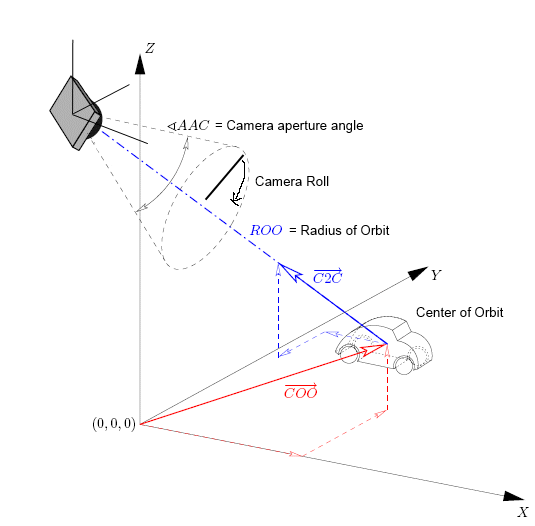 Z
∢AAC = Camera aperture angle
Camera Roll
ROO = Radius of Orbit
C2C
Y
Center of Orbit
COO
(0, 0, 0)
X